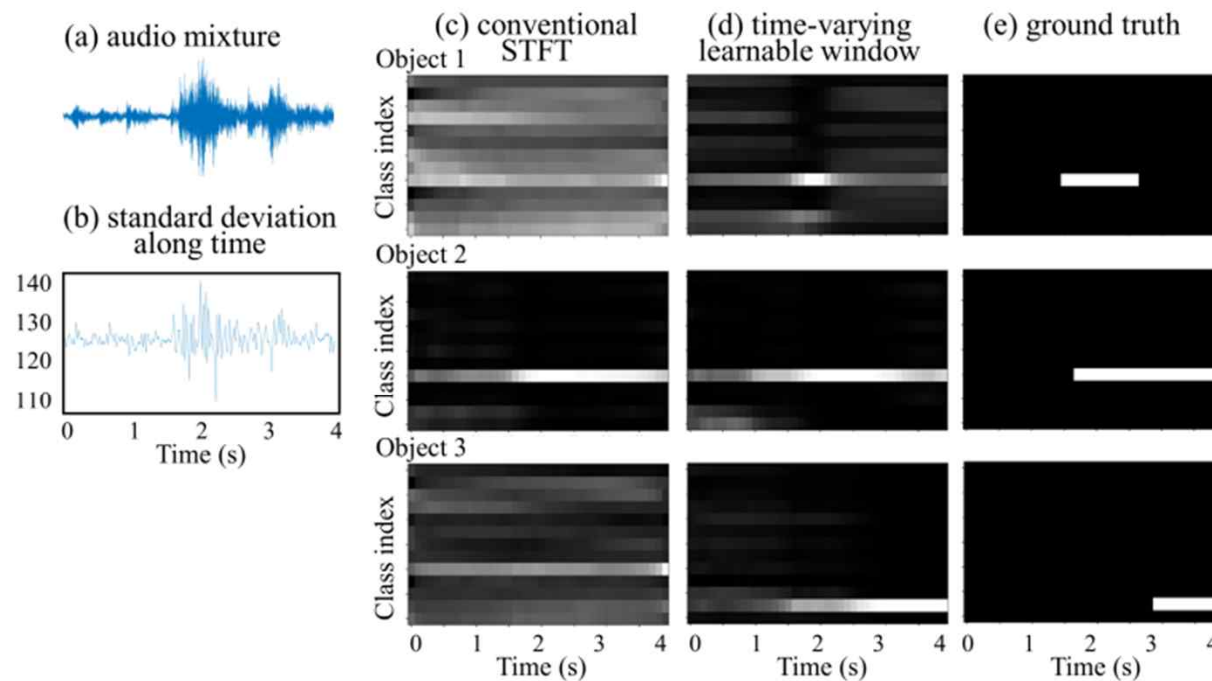 (a) audio mixture
(b) standard deviation
along time
140
130
120
110
0 1 2 3 4
Time (s)
(c) conventional
STFT
(d) time-varying
learnable window
(e) ground truth
Object 1
Class index
Object 2
Class index
Object 3
Class index
0 1 2 3 4
Time (s)
0 1 2 3 4
Time (s)
0 1 2 3 4
Time (s)